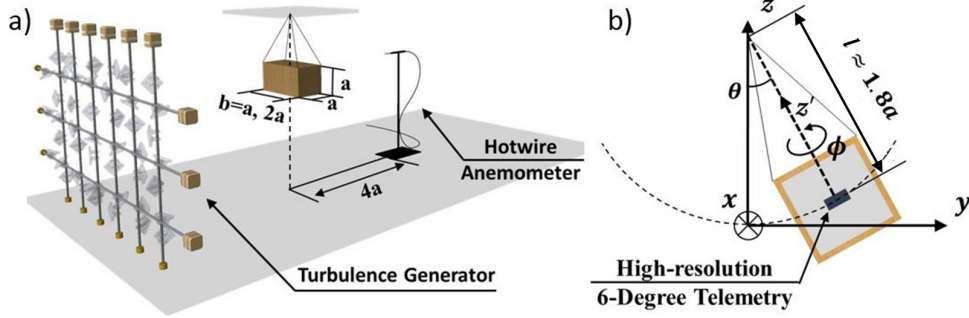 a)
a
a
b=a, 2a
4a
Hotwire
Anemometer
Turbulence Generator
b)
z
l ≈ 1.8a
θ
z'
ϕ
x
y
High-resolution
6-Degree Telemetry